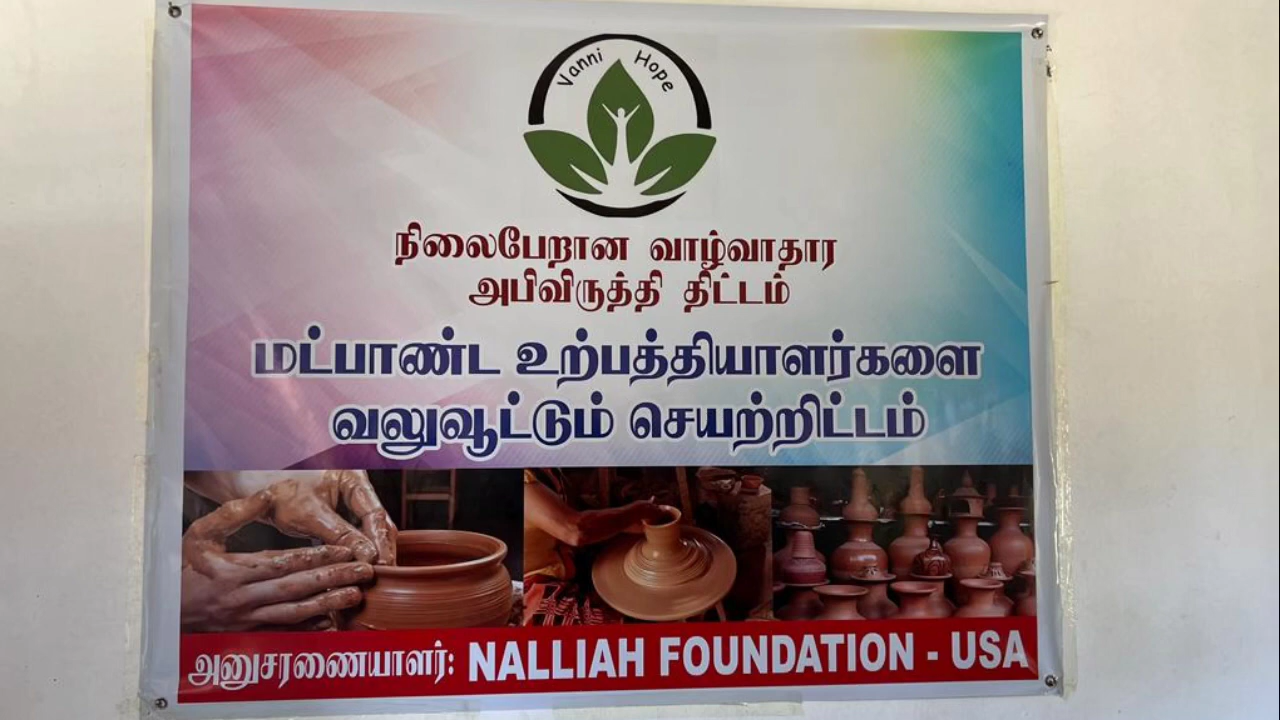 Vanni Hope
நிலைபேறான வாழ்வாதார
அபிவிருத்தி திட்டம்
மட்பாண்ட உற்பத்தியாளர்களை
வலுவூட்டும் செயற்றிட்டம்
அனுசரணையாளர்: NALLIAH FOUNDATION - USA